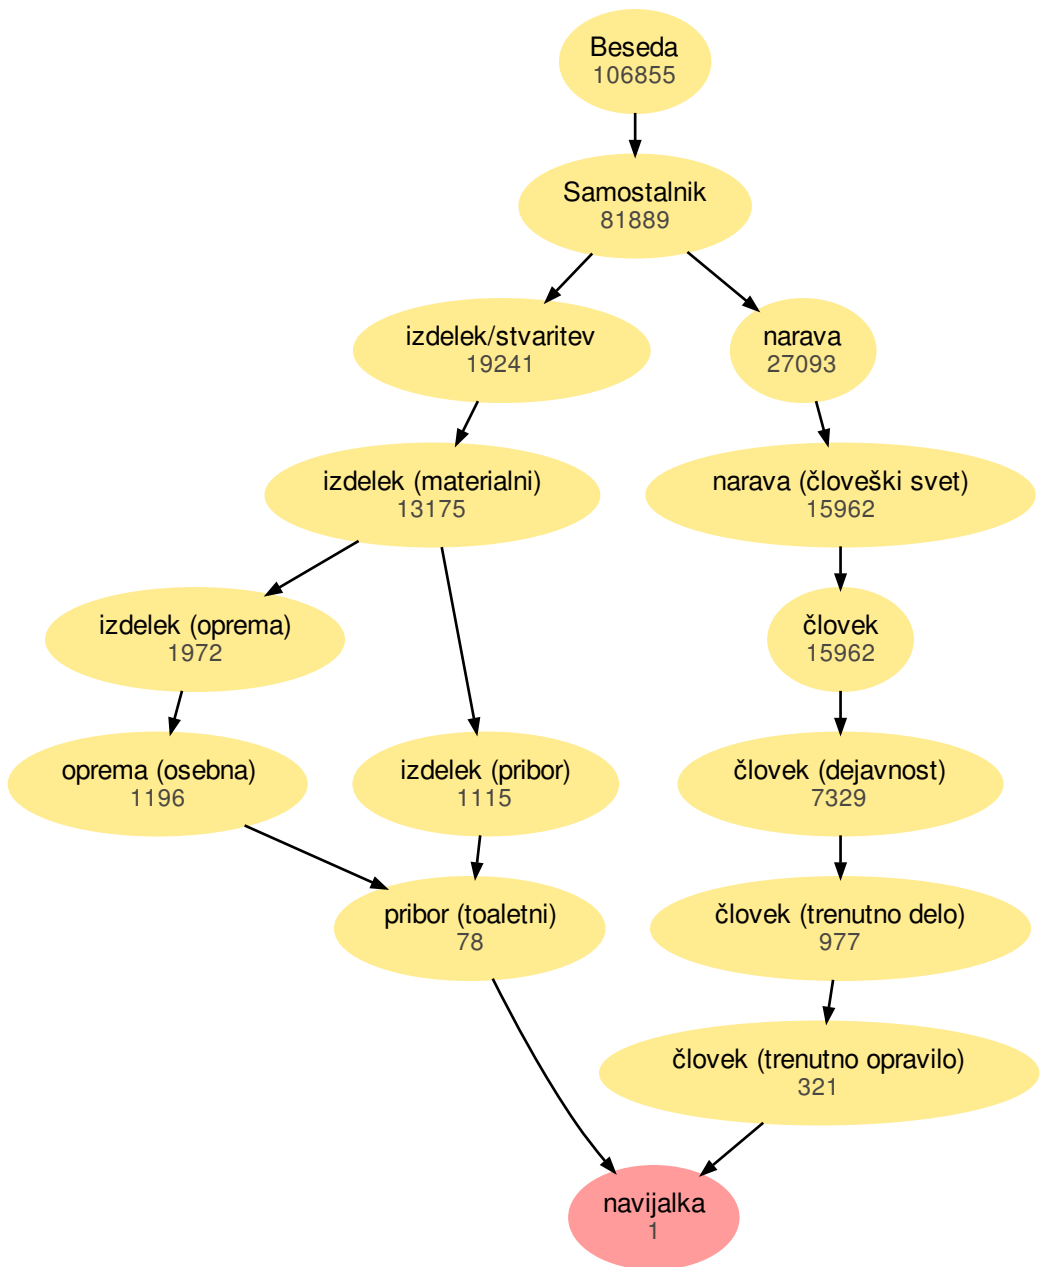 Beseda
106855
Samostalnik
81889
izdelek/stvaritev
19241
narava
27093
izdelek (materialni)
13175
narava (človeški svet)
15962
izdelek (oprema)
1972
človek
15962
oprema (osebna)
1196
izdelek (pribor)
1115
človek (dejavnost)
7329
pribor (toaletni)
78
človek (trenutno delo)
977
človek (trenutno opravilo)
321
navijalka
1